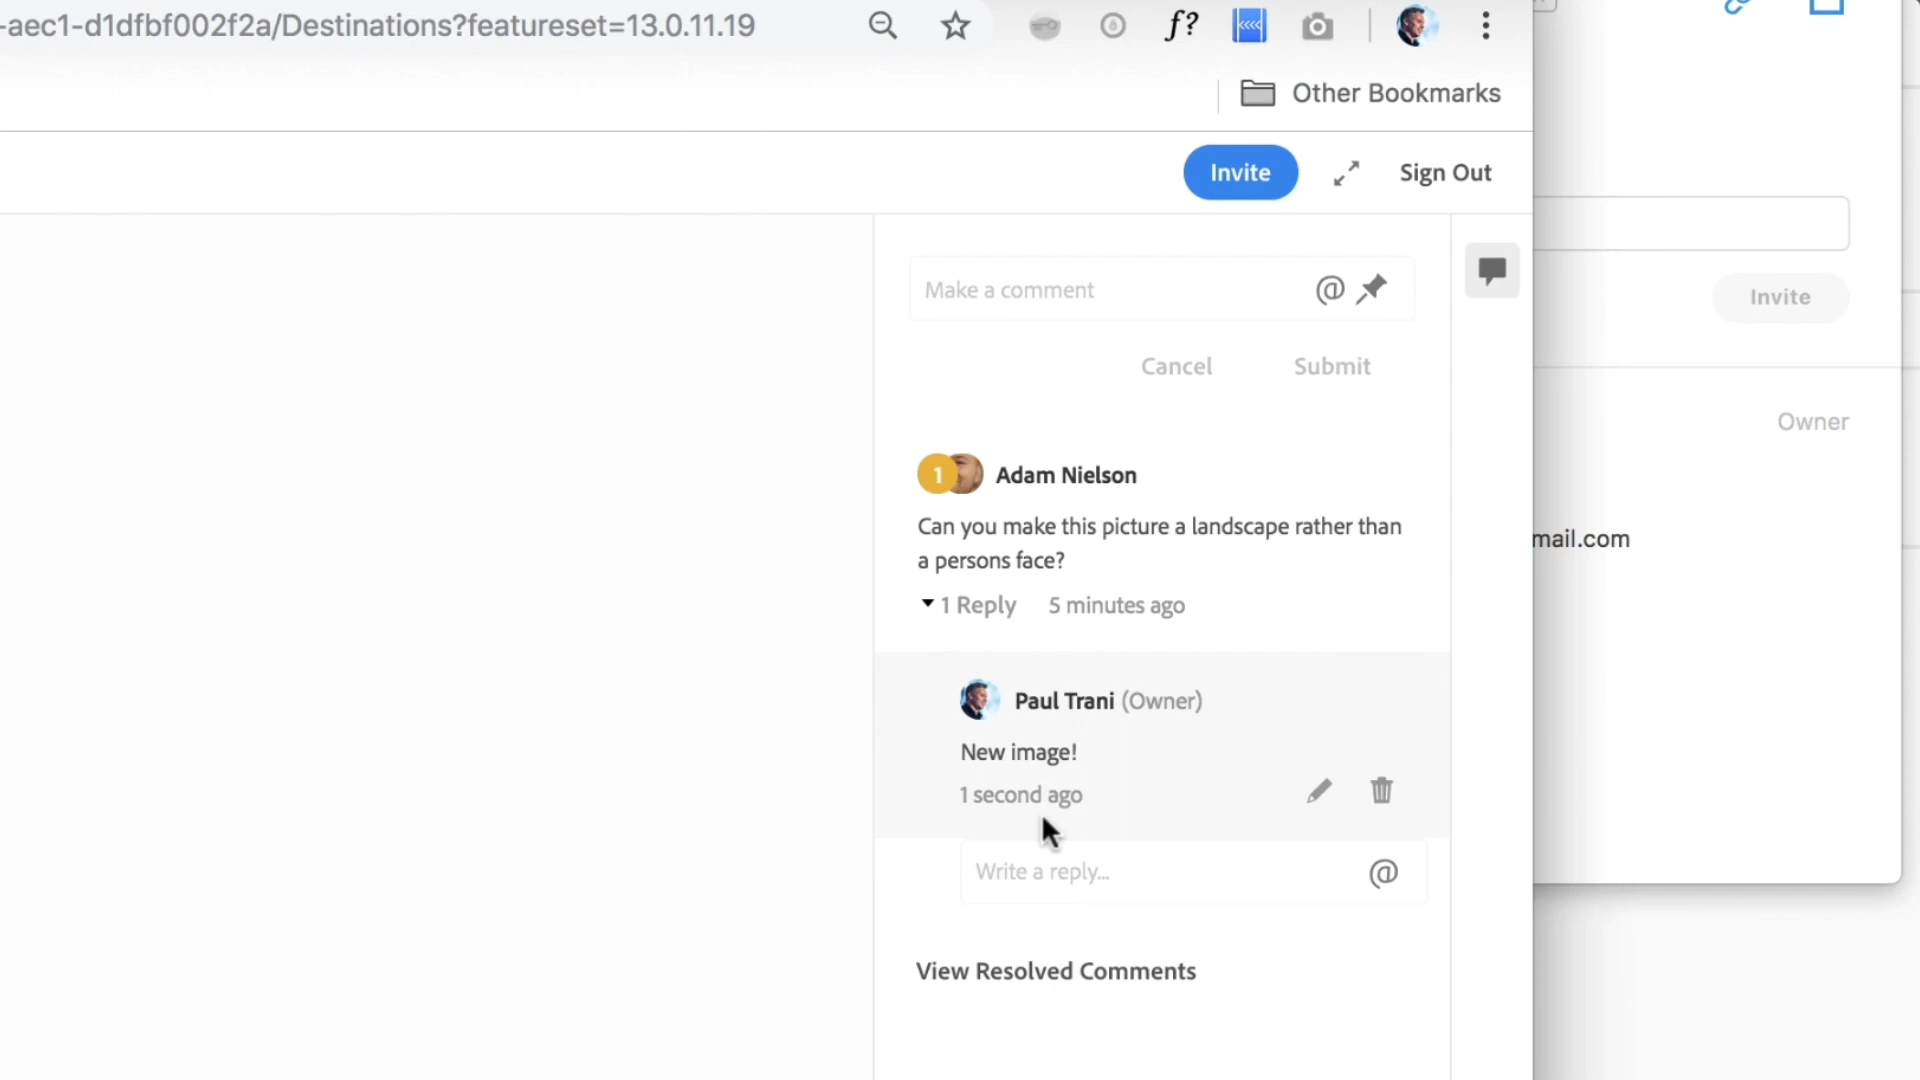 -aec1-d1dfbf002f2a/Destinations?featureset=13.0.11.19
f?
Other Bookmarks
Invite
Sign Out
Make a comment
@
Cancel
Submit
Invite
Owner
1
Adam Nielson
Can you make this picture a landscape rather than
a persons face?
mail.com
1 Reply
5 minutes ago
Paul Trani (Owner)
New image!
1 second ago
Write a reply...
@
View Resolved Comments